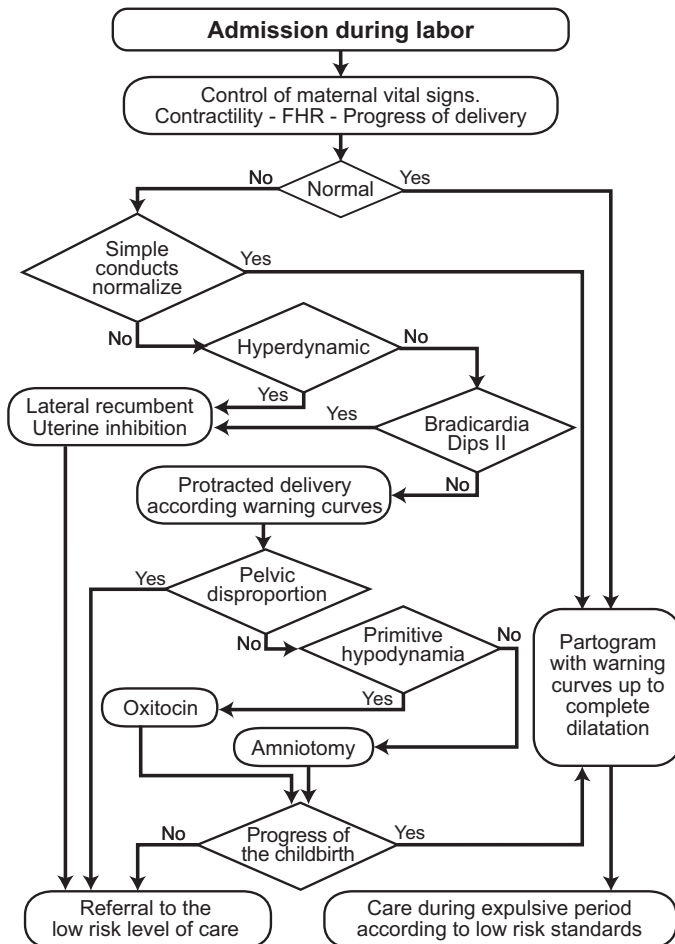 Admission during labor
Control of maternal vital signs.
Contractility - FHR - Progress of delivery
No
Normal
Yes
Simple
conducts
normalize
Yes
No
Hyperdynamic
No
Yes
Lateral recumbent
Uterine inhibition
Yes
Bradicardia
Dips II
No
Protracted delivery
according warning curves
Yes
Pelvic
disproportion
No
Primitive
hypodynamia
No
Yes
Partogram
with warning
curves up to
complete
dilatation
Oxitocin
Amniotomy
No
Progress of
the childbirth
Yes
Referral to the
low risk level of care
Care during expulsive period
according to low risk standards